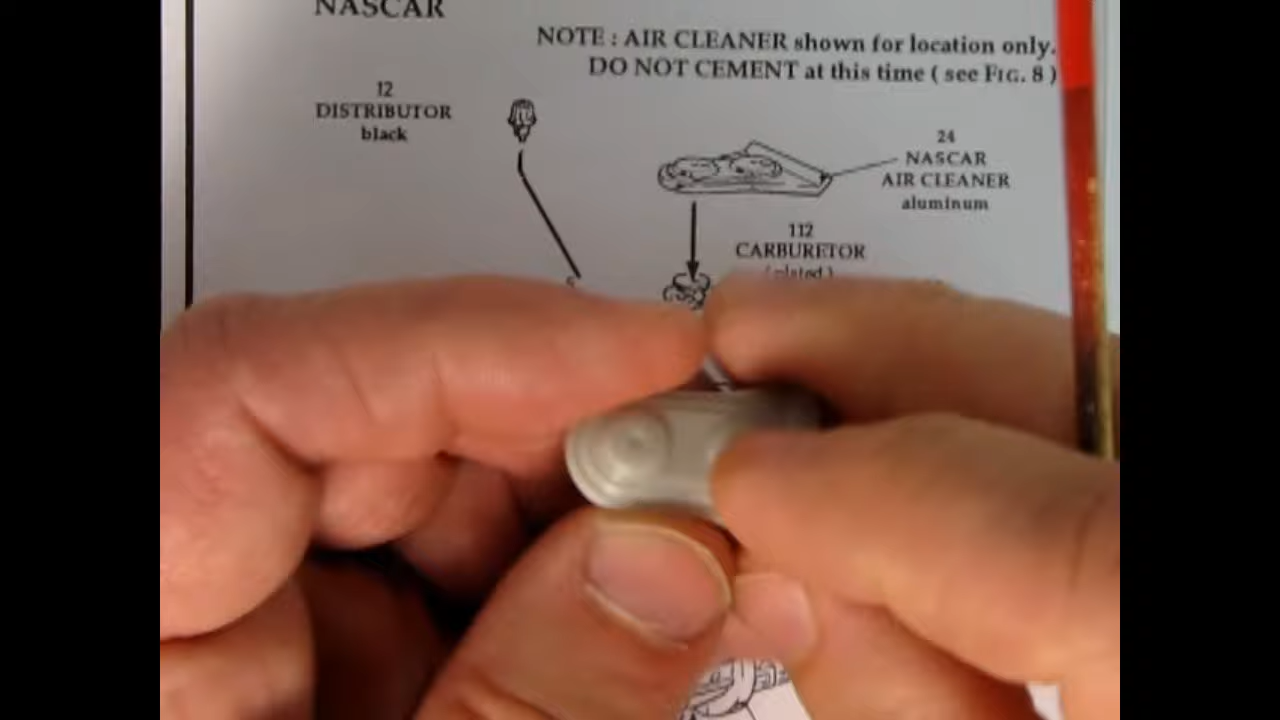 NASCAR
NOTE : AIR CLEANER shown for location only.
DO NOT CEMENT at this time ( see FIG. 8 )
12
DISTRIBUTOR
black
24
NASCAR
AIR CLEANER
aluminum
112
CARBURETOR
( plated )